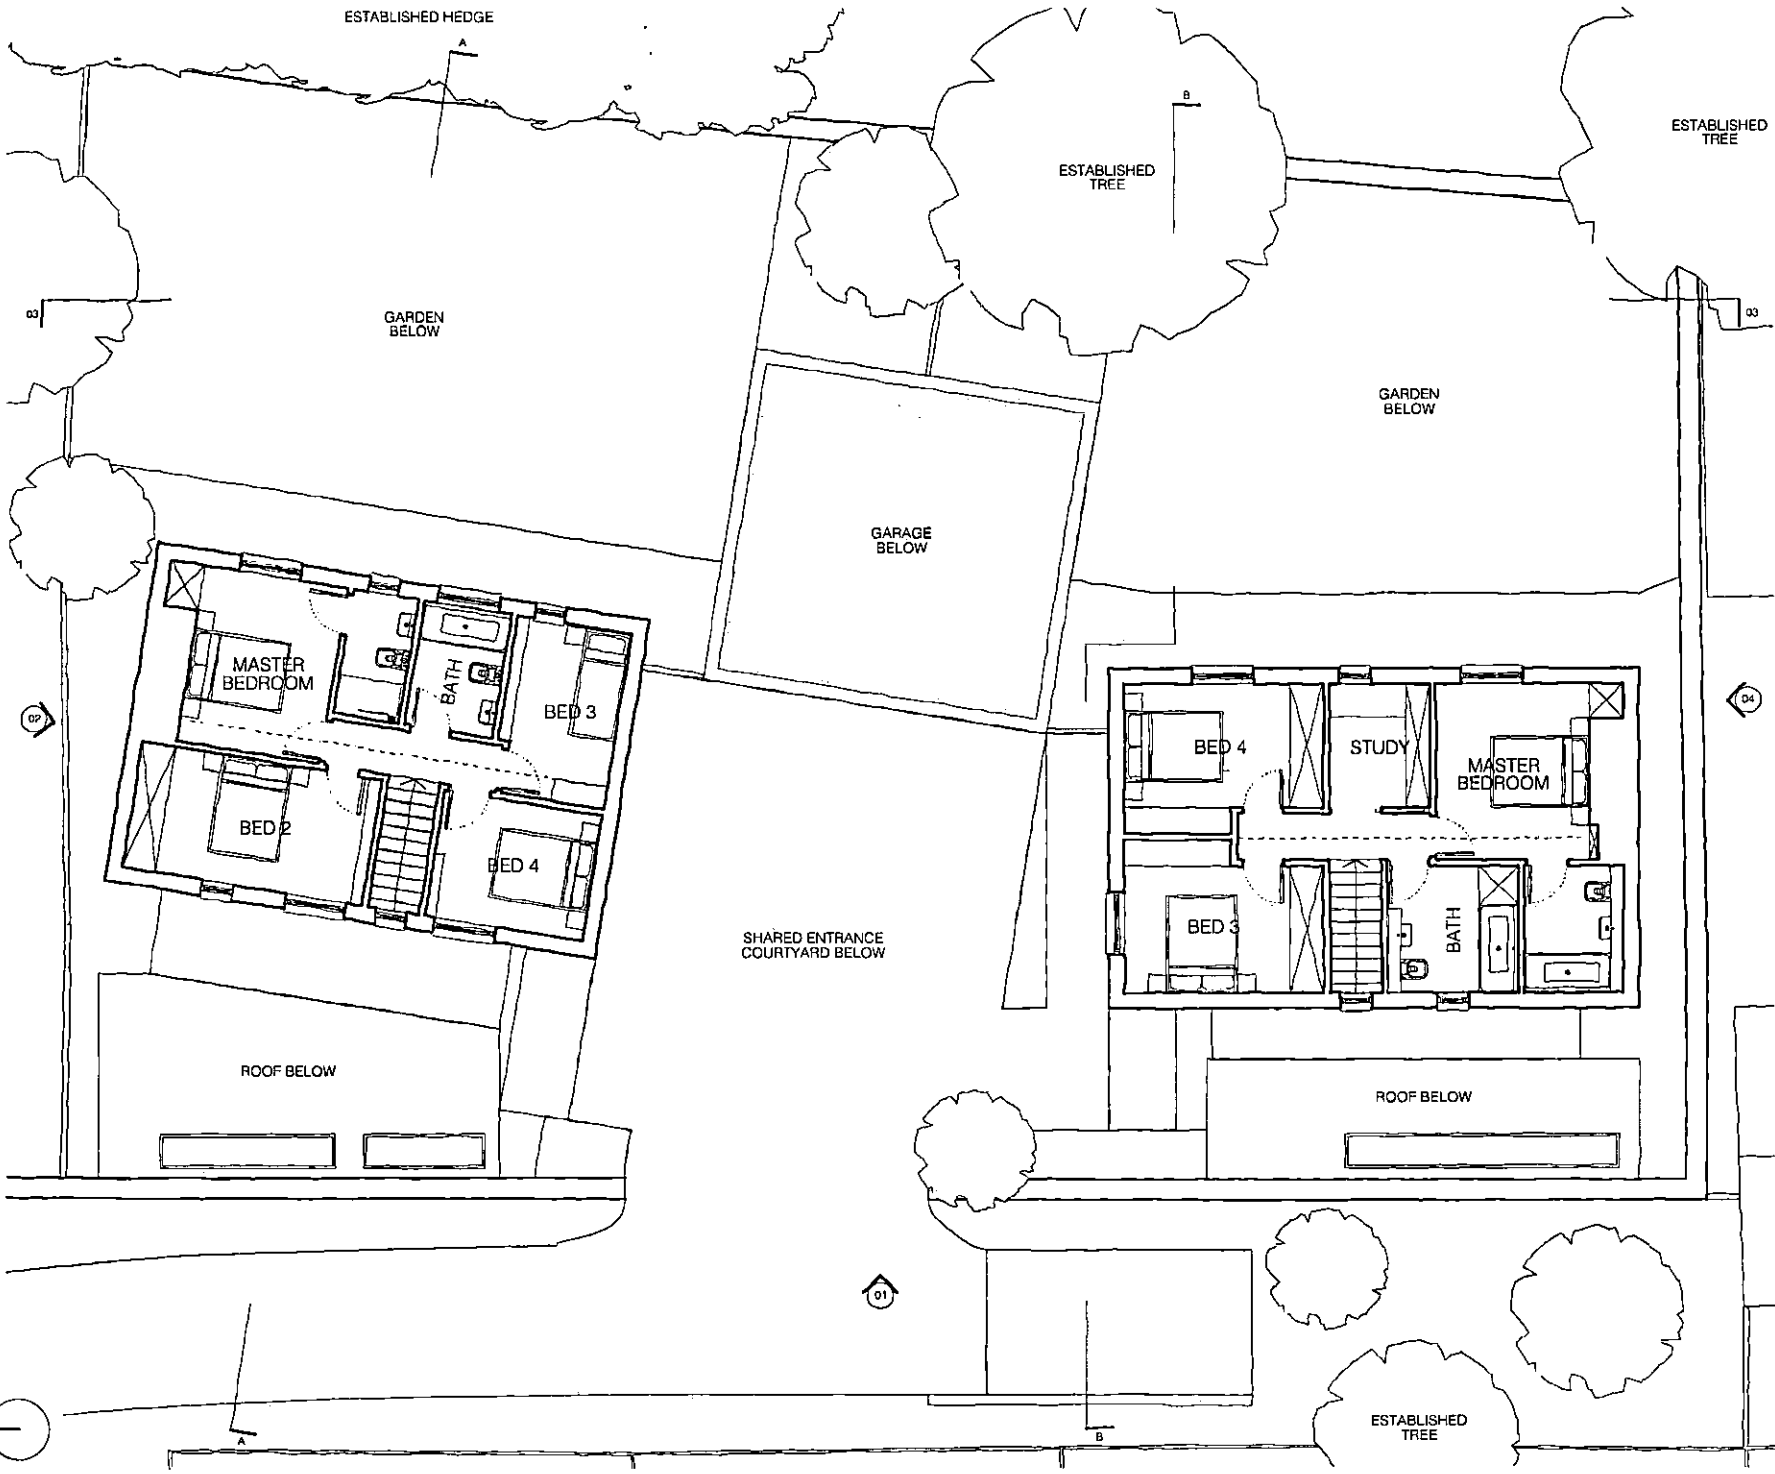 ESTABLISHED HEDGE
A
B
ESTABLISHED
TREE
ESTABLISHED
TREE
03
GARDEN
BELOW
03
GARDEN
BELOW
GARAGE
BELOW
MASTER
BEDROOM
BATH
BED 3
02
BED 2
BED 4
BED 4
STUDY
MASTER
BEDROOM
04
BED 3
BATH
SHARED ENTRANCE
COURTYARD BELOW
ROOF BELOW
ROOF BELOW
01
A
B
ESTABLISHED
TREE